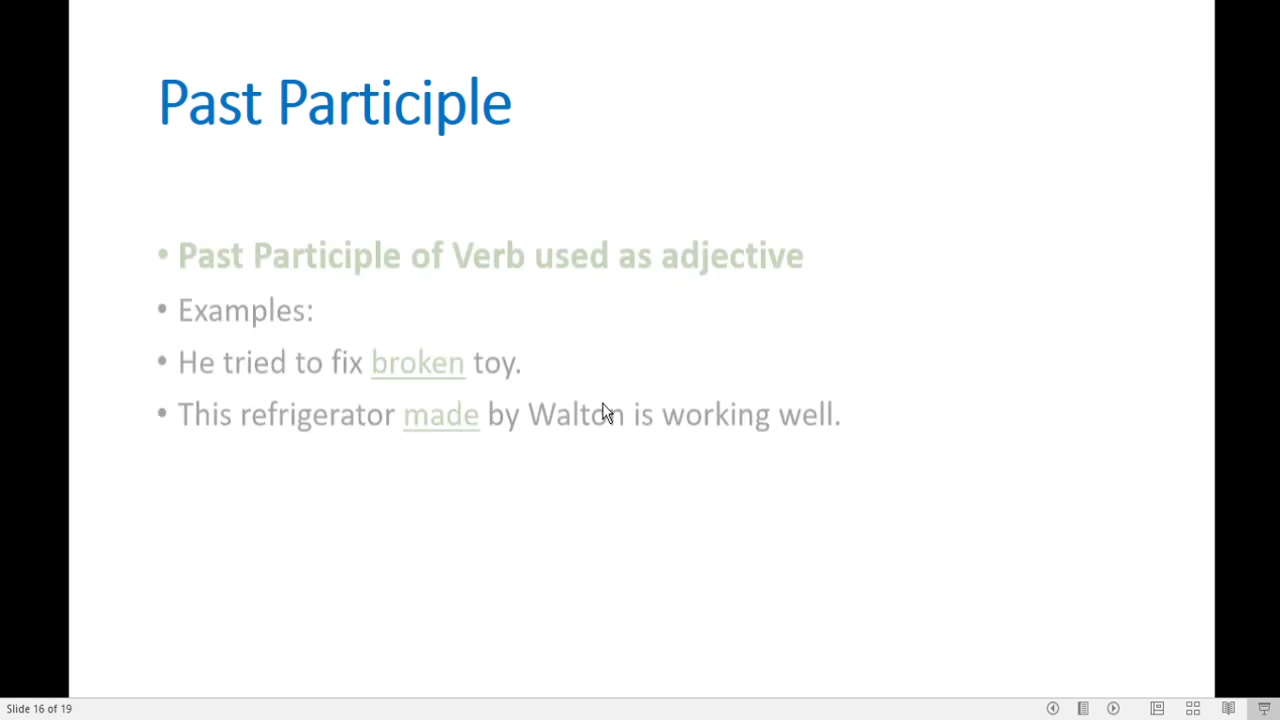 Past Participle
• Past Participle of Verb used as adjective
• Examples:
• He tried to fix broken toy.
• This refrigerator made by Walton is working well.
Slide 16 of 19